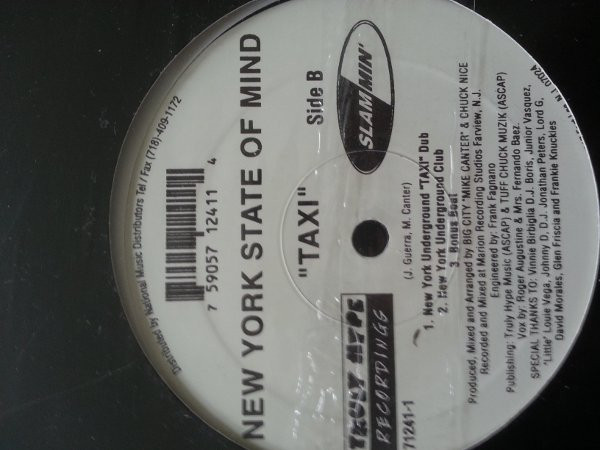 Distributed by National Music Distributors Tel / Fax (718)-409-1172
7 59057 12411 4
NEW YORK STATE OF MIND
"TAXI"
Side B
SLAMMIN'
TRULY HYPE
RECORDINGS
71241-1
(J. Guerra, M. Canter)
1. New York Underground "TAXI" Dub
2. New York Underground Club
3. Bonus Beat
Produced, Mixed and Arranged by BIG CITY "MIKE CANTER" & CHUCK NICE
Recorded and Mixed at Marion Recording Studios Farview, N.J.
Engineered by: Frank Fagnano
Publishing: Truly Hype Music (ASCAP) & TUFF CHUCK MUZIK (ASCAP)
Vox by: Roger Augustine & Mrs. Fernando Baez
SPECIAL THANKS TO: Vinnie Birbiglia D.J. Boris, Junior Vasquez,
"Little" Louie Vega, Johnny D, D.J. Jonathan Peters, Lord G,
David Morales, Glen Friscia and Frankie Knuckles
N.J. 07024